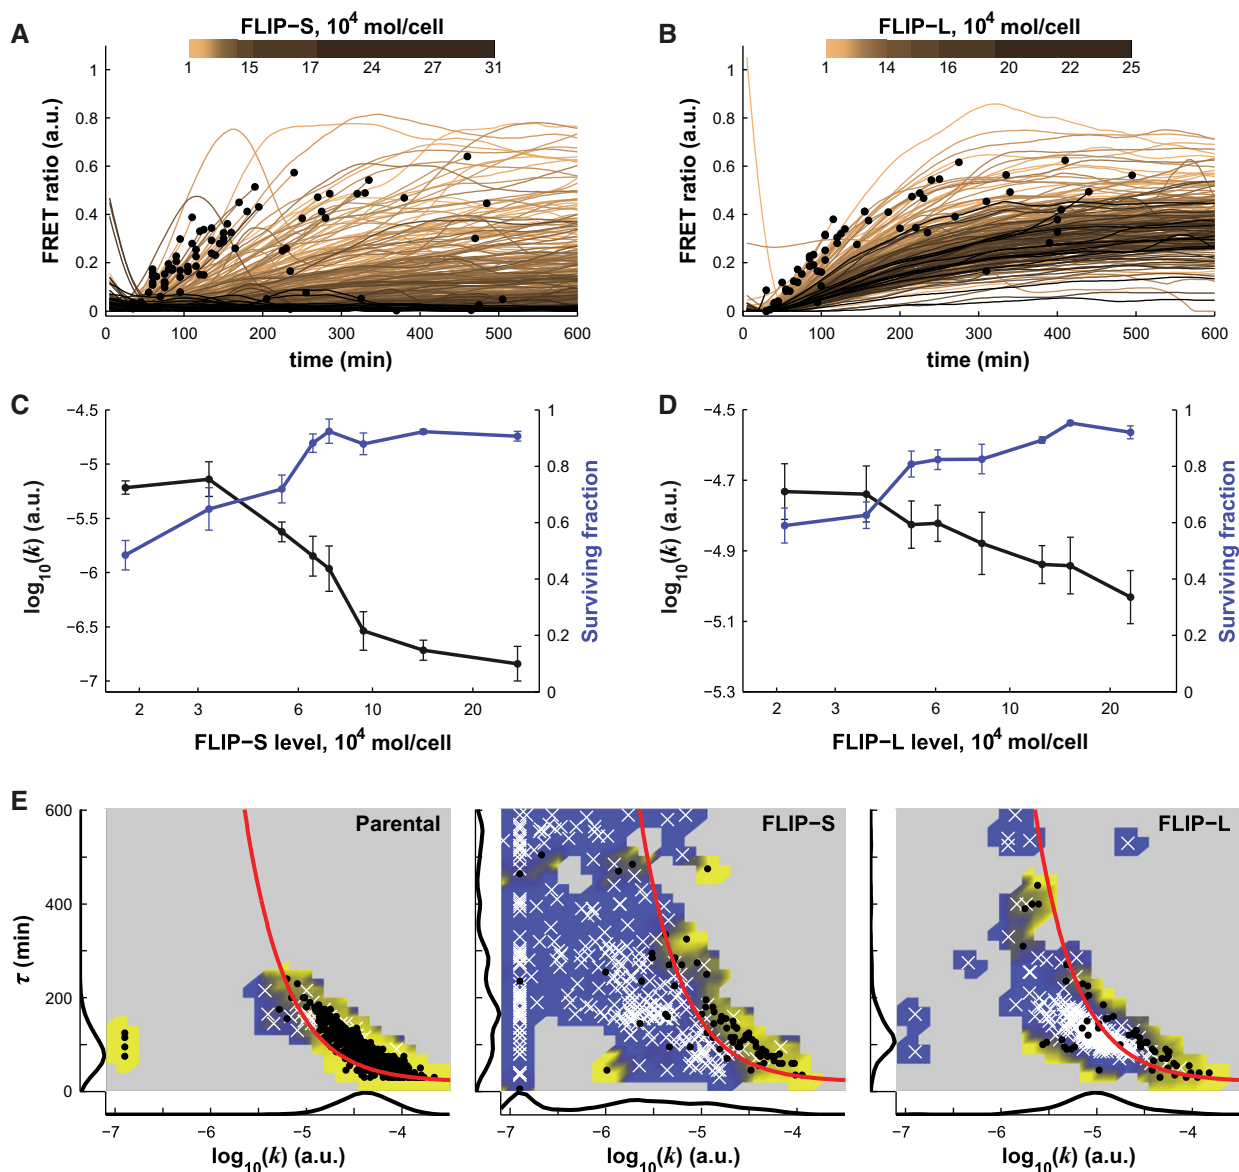 A
FLIP−S, 10⁴ mol/cell
1 15 17 24 27 31
FRET ratio (a.u.)
1
0.8
0.6
0.4
0.2
0
0 100 200 300 400 500 600
time (min)
B
FLIP−L, 10⁴ mol/cell
1 14 16 20 22 25
FRET ratio (a.u.)
1
0.8
0.6
0.4
0.2
0
0 100 200 300 400 500 600
time (min)
C
log₁₀(k) (a.u.)
−4.5
−5
−5.5
−6
−6.5
−7
1
0.8
0.6
0.4
0.2
0
Surviving fraction
2 3 6 10 20
FLIP−S level, 10⁴ mol/cell
D
log₁₀(k) (a.u.)
−4.5
−4.7
−4.9
−5.1
−5.3
1
0.8
0.6
0.4
0.2
0
Surviving fraction
2 3 6 10 20
FLIP−L level, 10⁴ mol/cell
E
τ (min)
600
400
200
0
Parental
−7 −6 −5 −4
log₁₀(k) (a.u.)
FLIP−S
−7 −6 −5 −4
log₁₀(k) (a.u.)
FLIP−L
−7 −6 −5 −4
log₁₀(k) (a.u.)